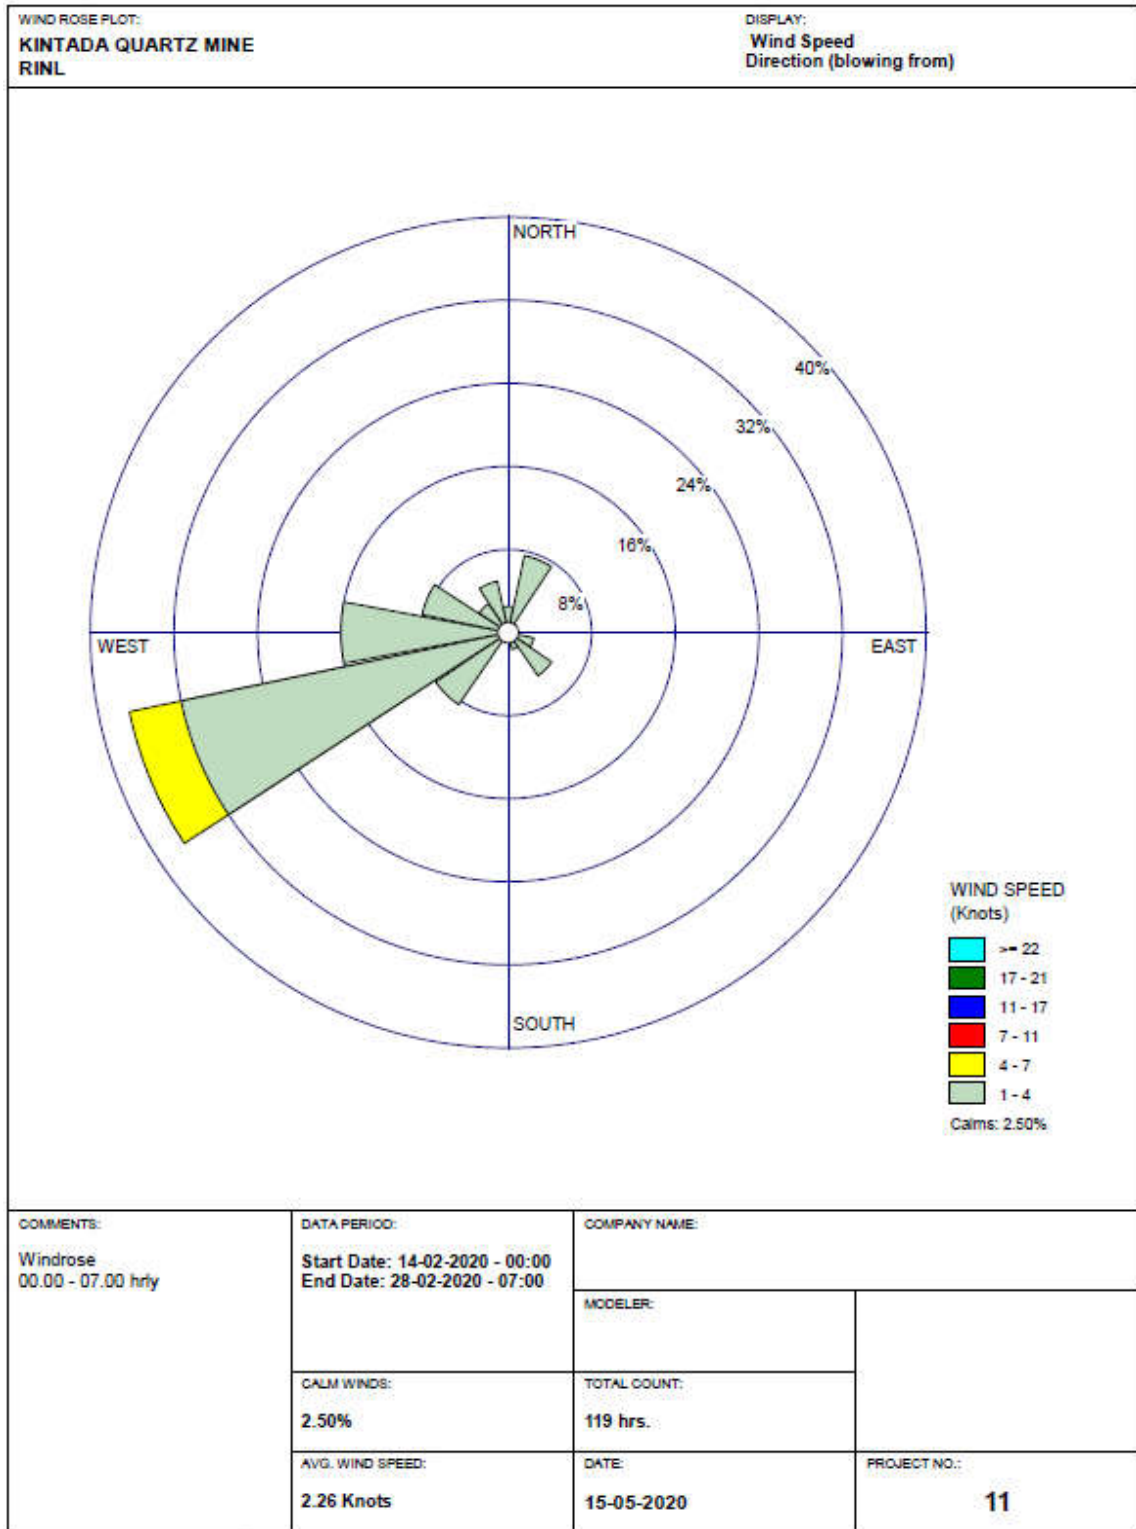 WIND ROSE PLOT:
KINTADA QUARTZ MINE
RINL
DISPLAY:
Wind Speed
Direction (blowing from)
NORTH
40%
32%
24%
16%
8%
WEST
EAST
SOUTH
WIND SPEED
(Knots)
>= 22
17 - 21
11 - 17
7 - 11
4 - 7
1 - 4
Calms: 2.50%
COMMENTS:
Windrose
00.00 - 07.00 hrly
DATA PERIOD:
Start Date: 14-02-2020 - 00:00
End Date: 28-02-2020 - 07:00
COMPANY NAME:
MODELER:
CALM WINDS:
2.50%
TOTAL COUNT:
119 hrs.
AVG. WIND SPEED:
2.26 Knots
DATE:
15-05-2020
PROJECT NO.:
11